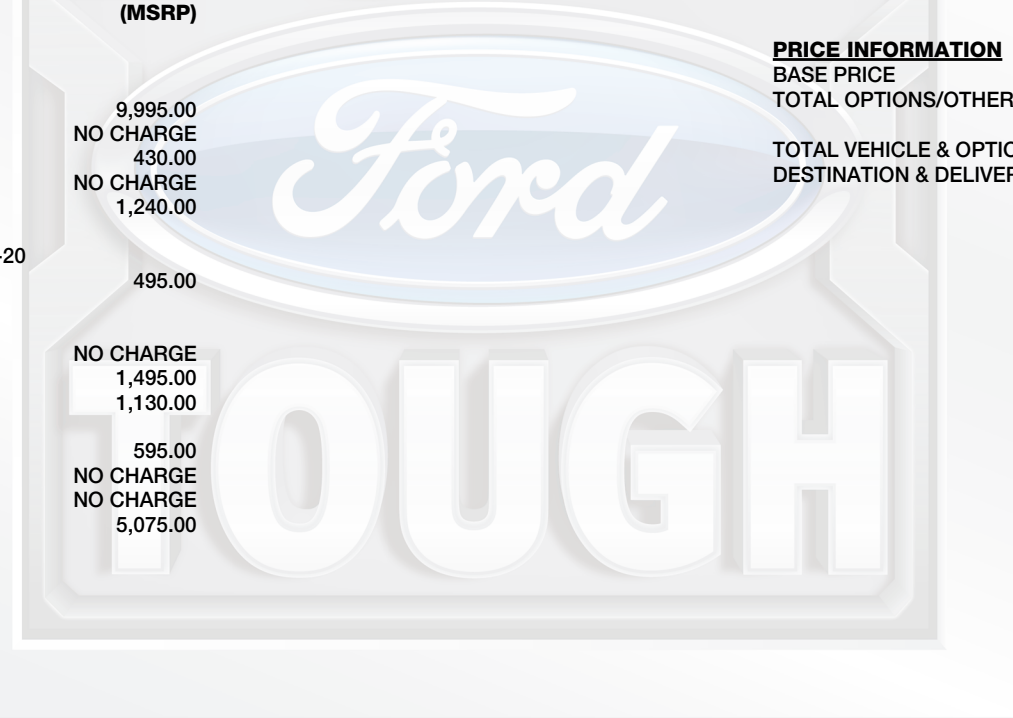 (MSRP)
9,995.00
NO CHARGE
430.00
NO CHARGE
1,240.00
-20
495.00
NO CHARGE
1,495.00
1,130.00
595.00
NO CHARGE
NO CHARGE
5,075.00
PRICE INFORMATION
BASE PRICE
TOTAL OPTIONS/OTHER
TOTAL VEHICLE & OPTIO
DESTINATION & DELIVER
Ford
TOUGH